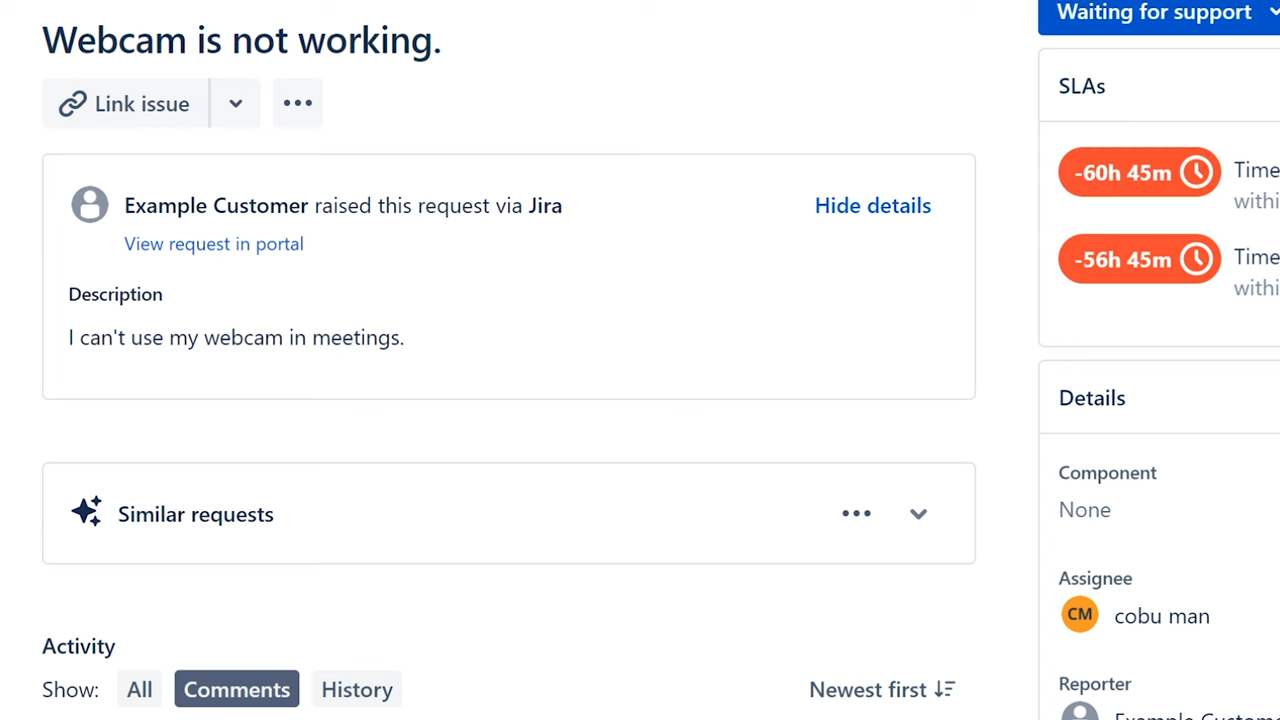 Webcam is not working.
Link issue
Example Customer raised this request via Jira
Hide details
View request in portal
Description
I can't use my webcam in meetings.
Similar requests
Activity
Show: All Comments History
Newest first
Waiting for support
SLAs
-60h 45m Time
withi
-56h 45m Time
withi
Details
Component
None
Assignee
CM cobu man
Reporter
Example Custome